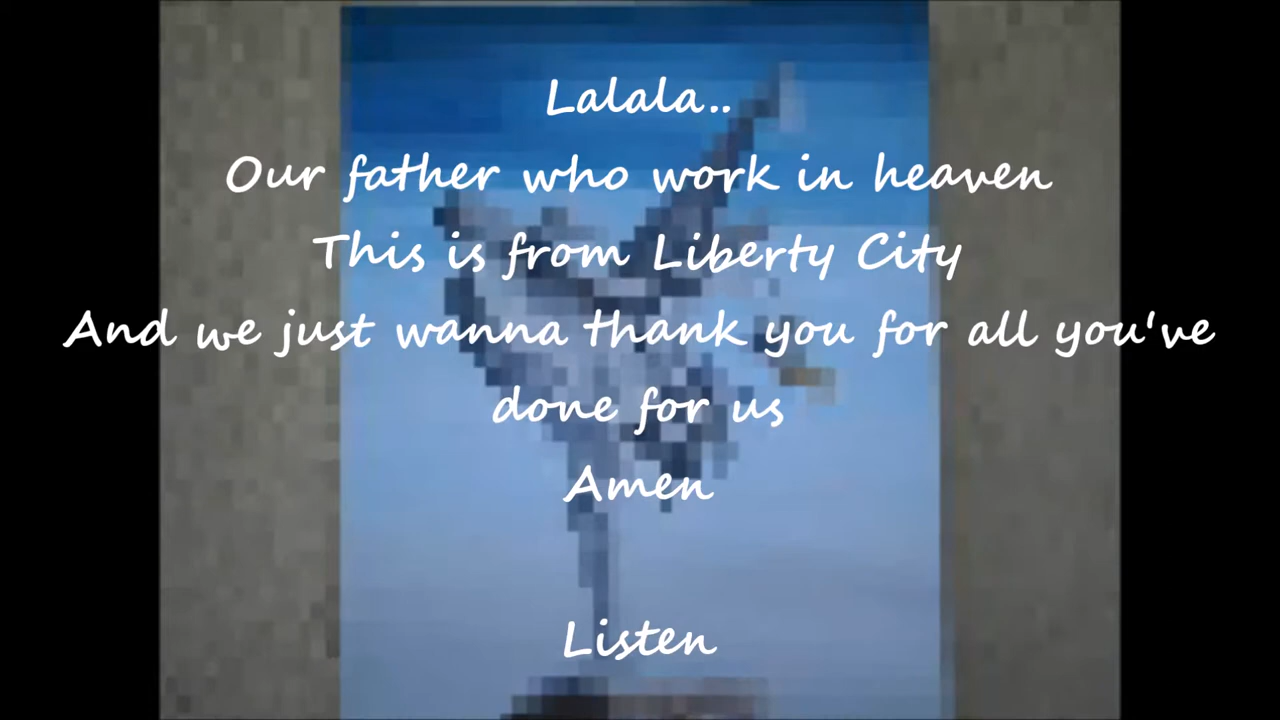 Lalala..
Our father who work in heaven
This is from Liberty City
And we just wanna thank you for all you've
done for us
Amen
Listen